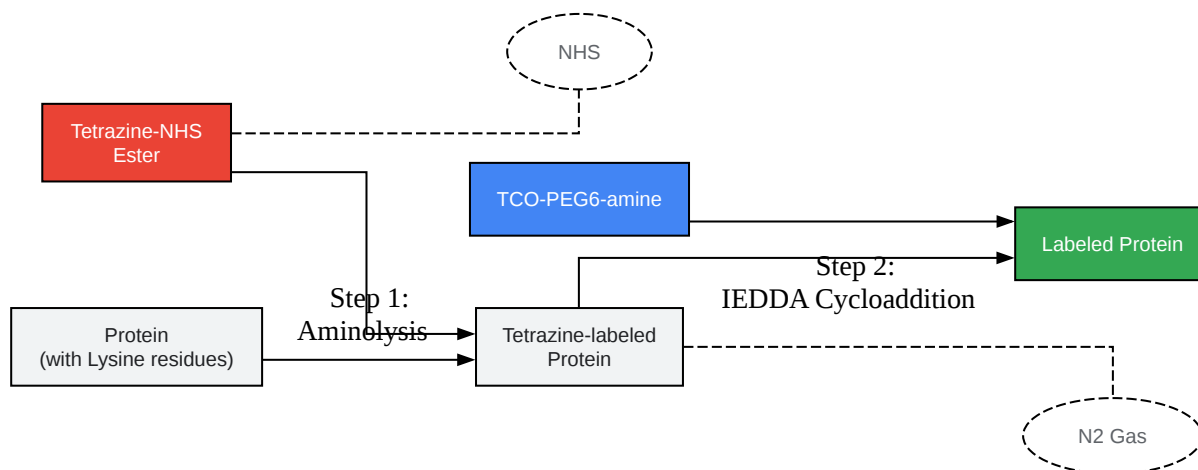 NHS
Tetrazine-NHS
Ester
TCO-PEG6-amine
Labeled Protein
Step 2:
IEDDA Cycloaddition
Step 1:
Aminolysis
Protein
(with Lysine residues)
Tetrazine-labeled
Protein
N2 Gas